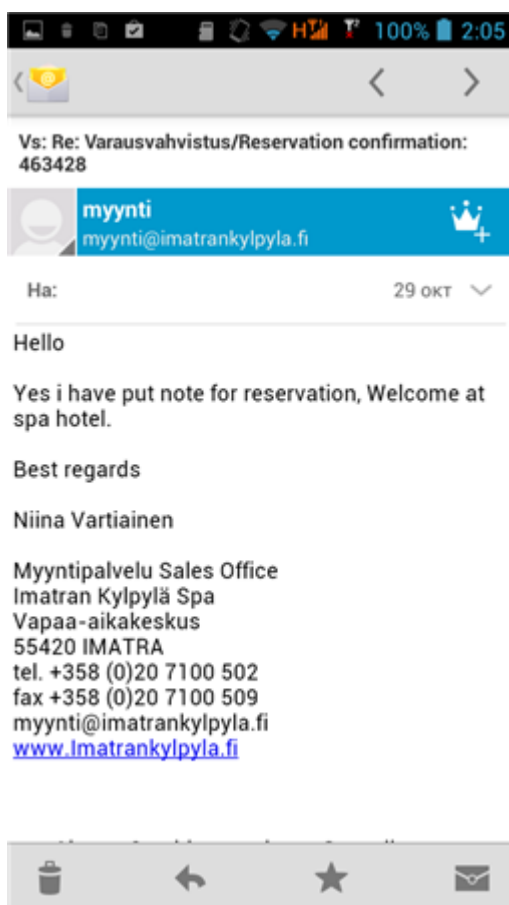 100% 2:05
Vs: Re: Varausvahvistus/Reservation confirmation:
463428
myynti
myynti@imatrankylpyla.fi
На: 29 окт
Hello
Yes i have put note for reservation, Welcome at
spa hotel.
Best regards
Niina Vartiainen
Myyntipalvelu Sales Office
Imatran Kylpylä Spa
Vapaa-aikakeskus
55420 IMATRA
tel. +358 (0)20 7100 502
fax +358 (0)20 7100 509
myynti@imatrankylpyla.fi
www.Imatrankylpyla.fi